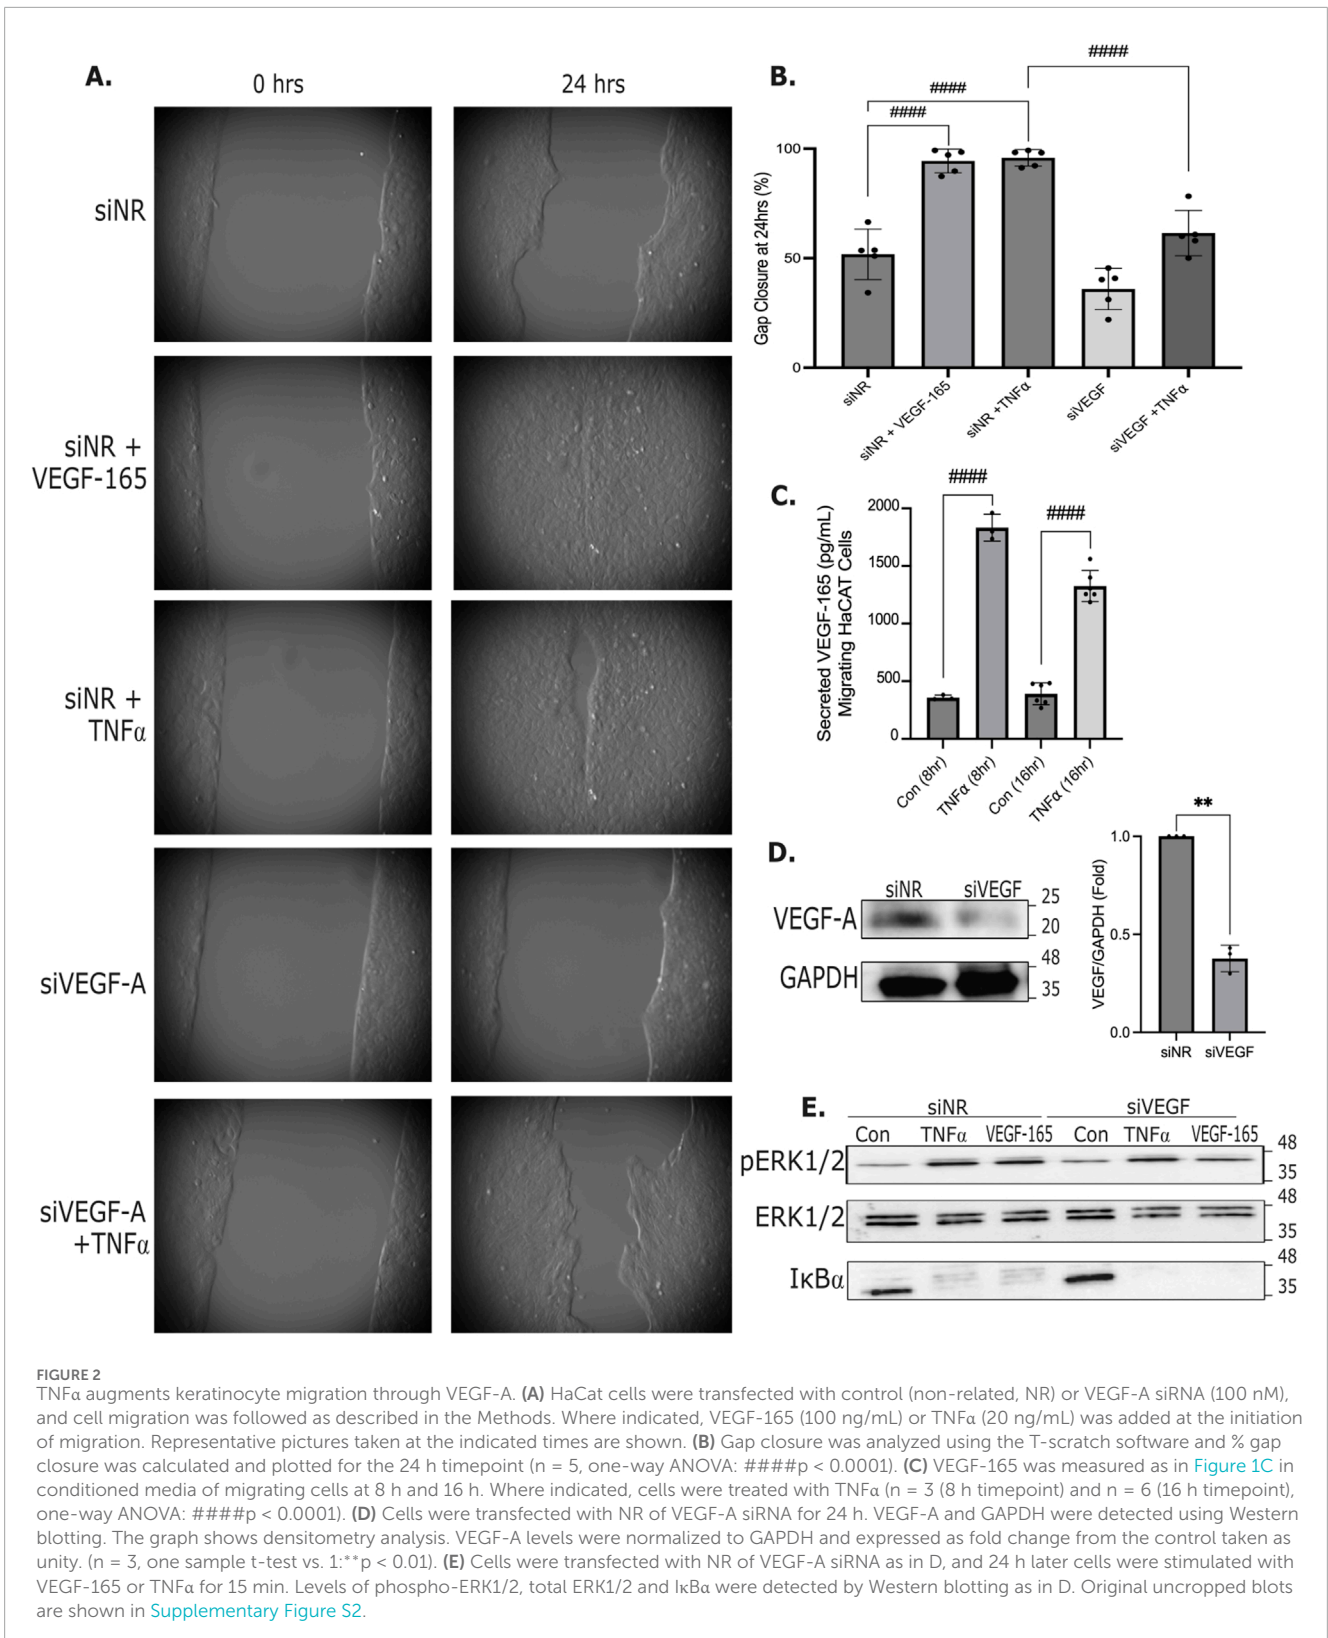 A.
0 hrs
24 hrs
siNR
siNR +
VEGF-165
siNR +
TNFα
siVEGF-A
siVEGF-A
+TNFα
B.
####
####
####
Gap Closure at 24hrs (%)
100
50
0
siNR
siNR + VEGF-165
siNR +TNFα
siVEGF
siVEGF +TNFα
C.
####
####
Secreted VEGF-165 (pg/mL)
Migrating HaCAT Cells
2000
1500
1000
500
0
Con (8hr)
TNFα (8hr)
Con (16hr)
TNFα (16hr)
D.
siNR siVEGF
VEGF-A
25
20
GAPDH
48
35
**
VEGF/GAPDH (Fold)
1.0
0.5
0.0
siNR siVEGF
E.
siNR siVEGF
Con TNFα VEGF-165 Con TNFα VEGF-165
pERK1/2
48
35
ERK1/2
48
35
IκBα
48
35
FIGURE 2
TNFα augments keratinocyte migration through VEGF-A. (A) HaCat cells were transfected with control (non-related, NR) or VEGF-A siRNA (100 nM),
and cell migration was followed as described in the Methods. Where indicated, VEGF-165 (100 ng/mL) or TNFα (20 ng/mL) was added at the initiation
of migration. Representative pictures taken at the indicated times are shown. (B) Gap closure was analyzed using the T-scratch software and % gap
closure was calculated and plotted for the 24 h timepoint (n = 5, one-way ANOVA: ####p < 0.0001). (C) VEGF-165 was measured as in Figure 1C in
conditioned media of migrating cells at 8 h and 16 h. Where indicated, cells were treated with TNFα (n = 3 (8 h timepoint) and n = 6 (16 h timepoint),
one-way ANOVA: ####p < 0.0001). (D) Cells were transfected with NR of VEGF-A siRNA for 24 h. VEGF-A and GAPDH were detected using Western
blotting. The graph shows densitometry analysis. VEGF-A levels were normalized to GAPDH and expressed as fold change from the control taken as
unity. (n = 3, one sample t-test vs. 1:**p < 0.01). (E) Cells were transfected with NR of VEGF-A siRNA as in D, and 24 h later cells were stimulated with
VEGF-165 or TNFα for 15 min. Levels of phospho-ERK1/2, total ERK1/2 and IκBα were detected by Western blotting as in D. Original uncropped blots
are shown in Supplementary Figure S2.